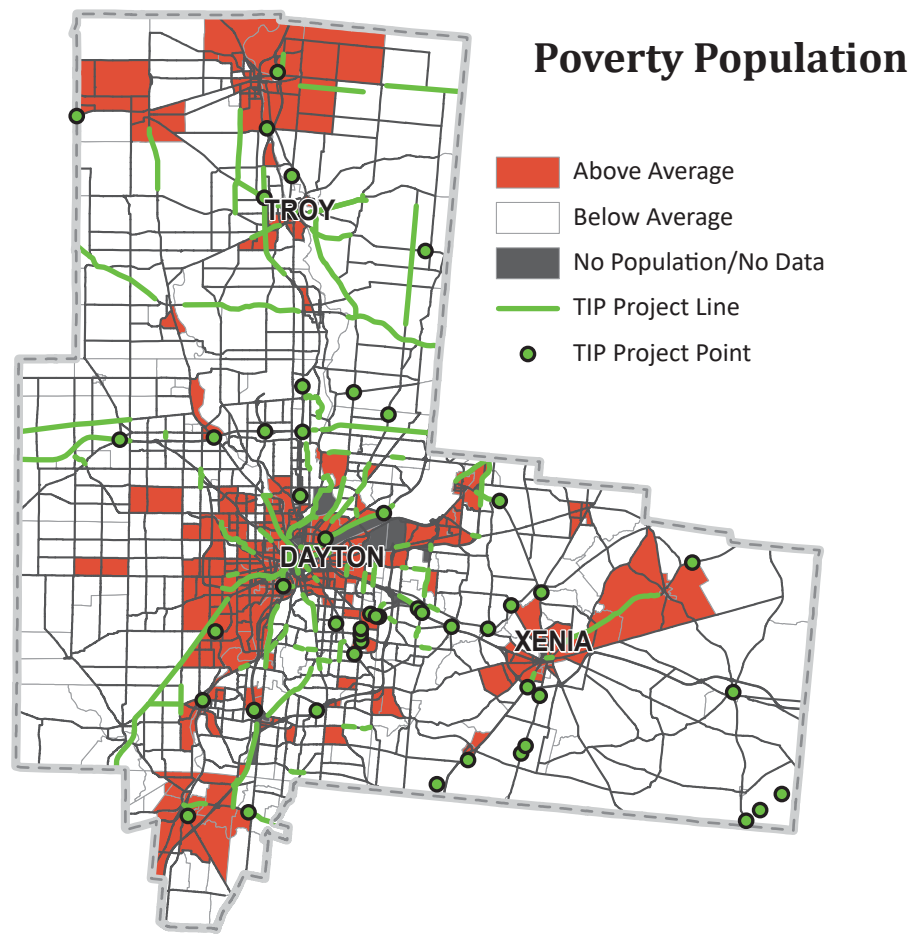 Poverty Population
Above Average
Below Average
No Population/No Data
TIP Project Line
TIP Project Point
TROY
DAYTON
XENIA